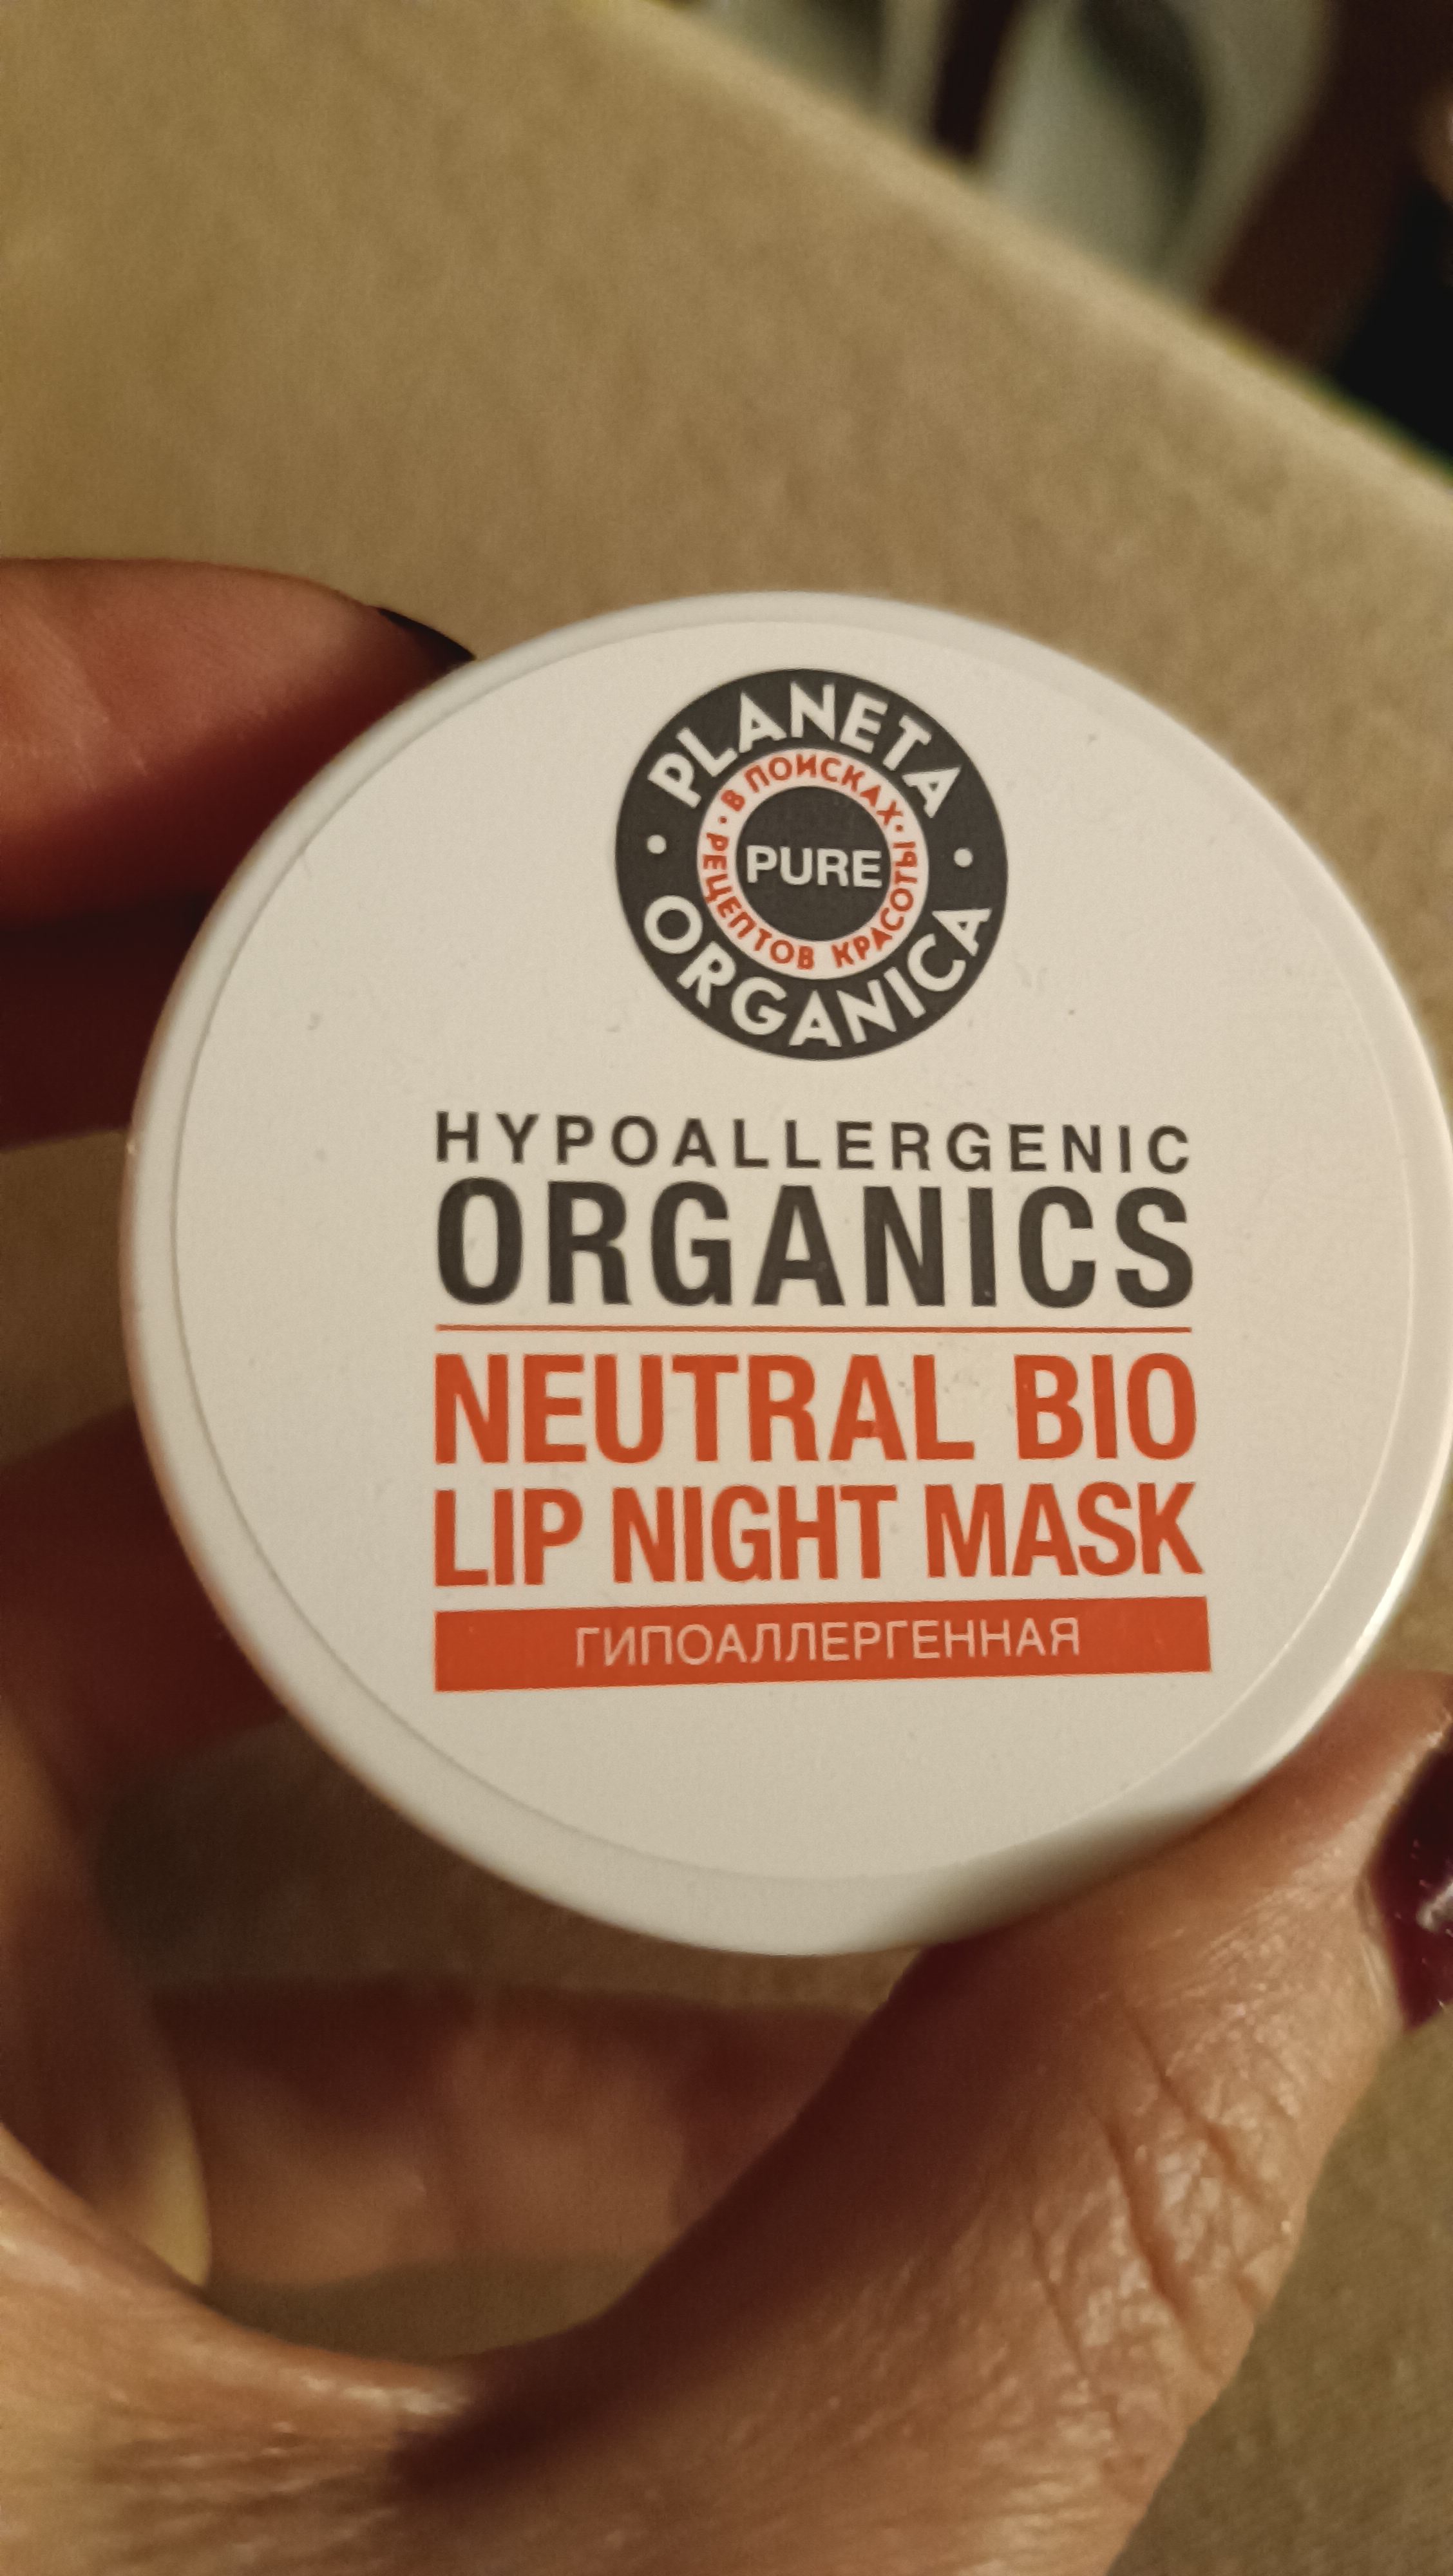 PLANETA
В ПОИСКАХ
PURE
РЕЦЕПТОВ КРАСОТЫ
ORGANICA
HYPOALLERGENIC
ORGANICS
NEUTRAL BIO
LIP NIGHT MASK
ГИПОАЛЛЕРГЕННАЯ